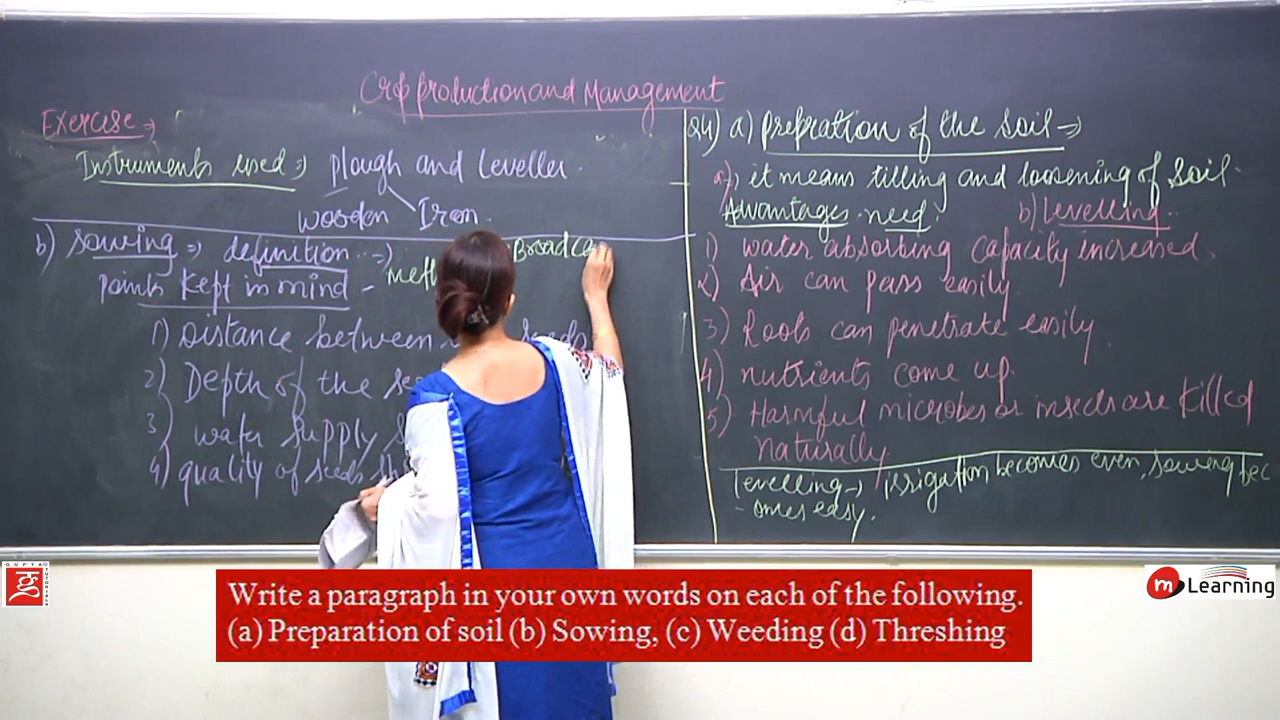 Crop production and Management
Exercise →
Instruments used ⇒ plough and leveller.
wooden Iron.
b) sowing ⇒ definition ..⇒)
Broadca
points kept in mind -
1) Distance between seeds
2) Depth of the
3) water supply
4) quality of seeds
Q4) a) prepration of the soil ⇒
a) → it means tilling and loosening of soil.
Advantages. need. b) Levelling..
1) water absorbing capacity increased.
2) Air can pass easily.
3) Roots can penetrate easily.
4) nutrients come up.
5) Harmful microbes or insects are killed
naturally.
levelling → irrigation becomes even, sowing bec
- omes easy.
GUPTA
TUTORIALS
m Learning
Write a paragraph in your own words on each of the following.
(a) Preparation of soil (b) Sowing, (c) Weeding (d) Threshing